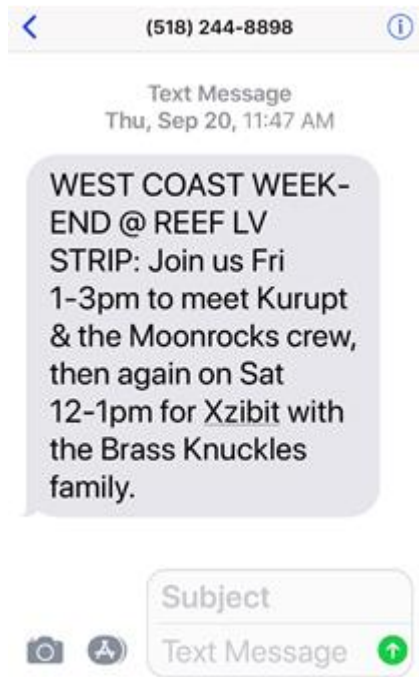 (518) 244-8898
Text Message
Thu, Sep 20, 11:47 AM
WEST COAST WEEK-
END @ REEF LV
STRIP: Join us Fri
1-3pm to meet Kurupt
& the Moonrocks crew,
then again on Sat
12-1pm for Xzibit with
the Brass Knuckles
family.
Subject
Text Message